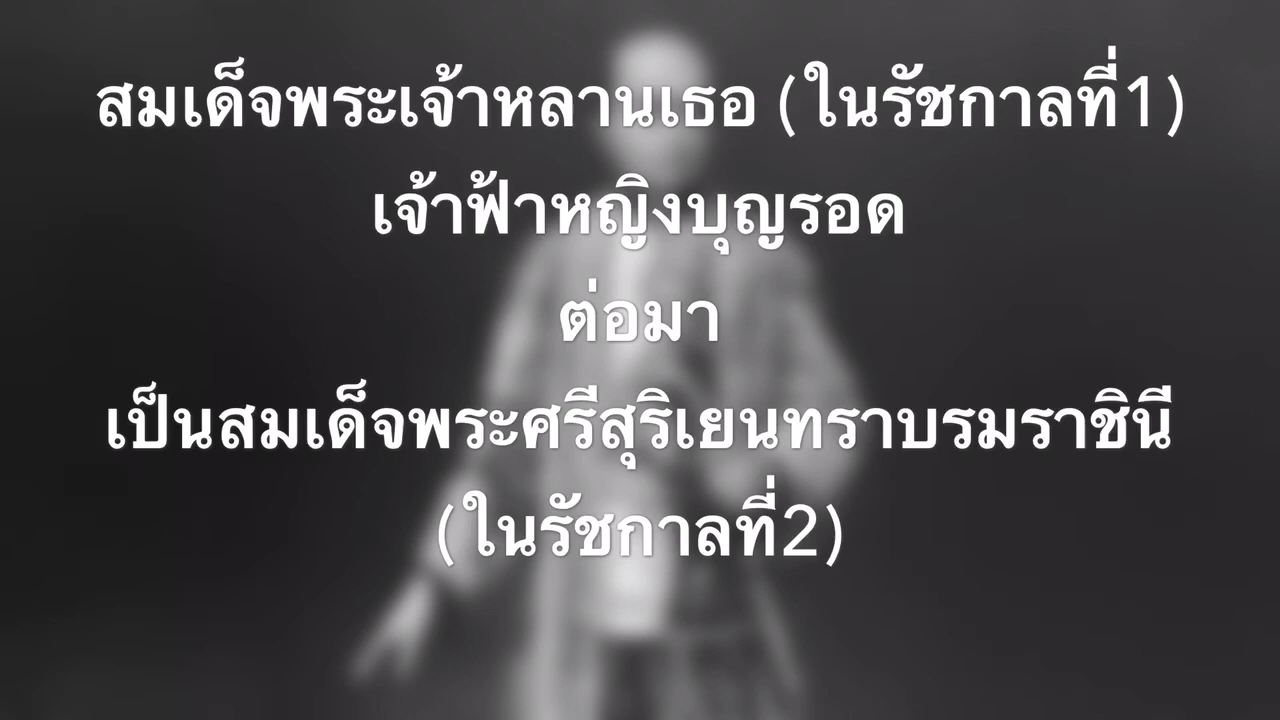 สมเด็จพระเจ้าหลานเธอ (ในรัชกาลที่1)
เจ้าฟ้าหญิงบุญรอด
ต่อมา
เป็นสมเด็จพระศรีสุริเยนทราบรมราชินี
(ในรัชกาลที่2)